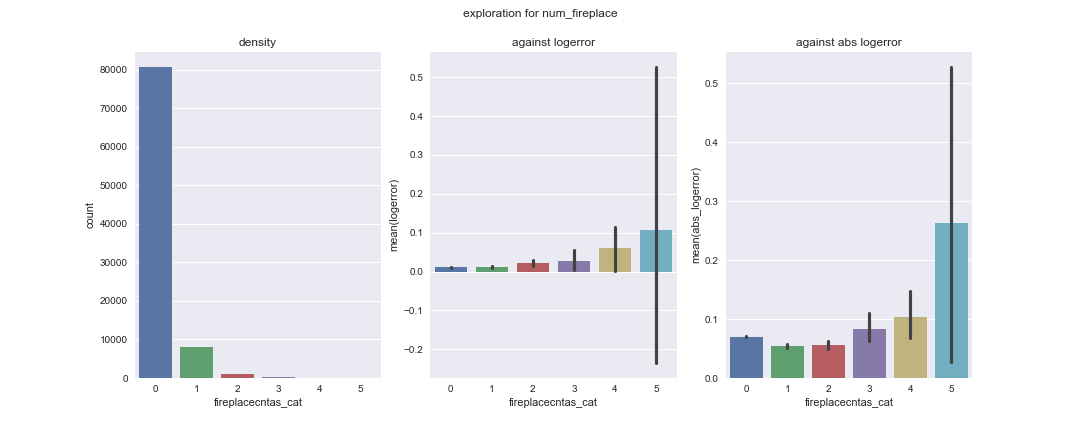 exploration for num_fireplace
density
80000
70000
60000
50000
40000
30000
20000
10000
0
count
0 1 2 3 4 5
fireplacecntas_cat
against logerror
0.5
0.4
0.3
0.2
0.1
0.0
−0.1
−0.2
mean(logerror)
0 1 2 3 4 5
fireplacecntas_cat
against abs logerror
0.5
0.4
0.3
0.2
0.1
0.0
mean(abs_logerror)
0 1 2 3 4 5
fireplacecntas_cat